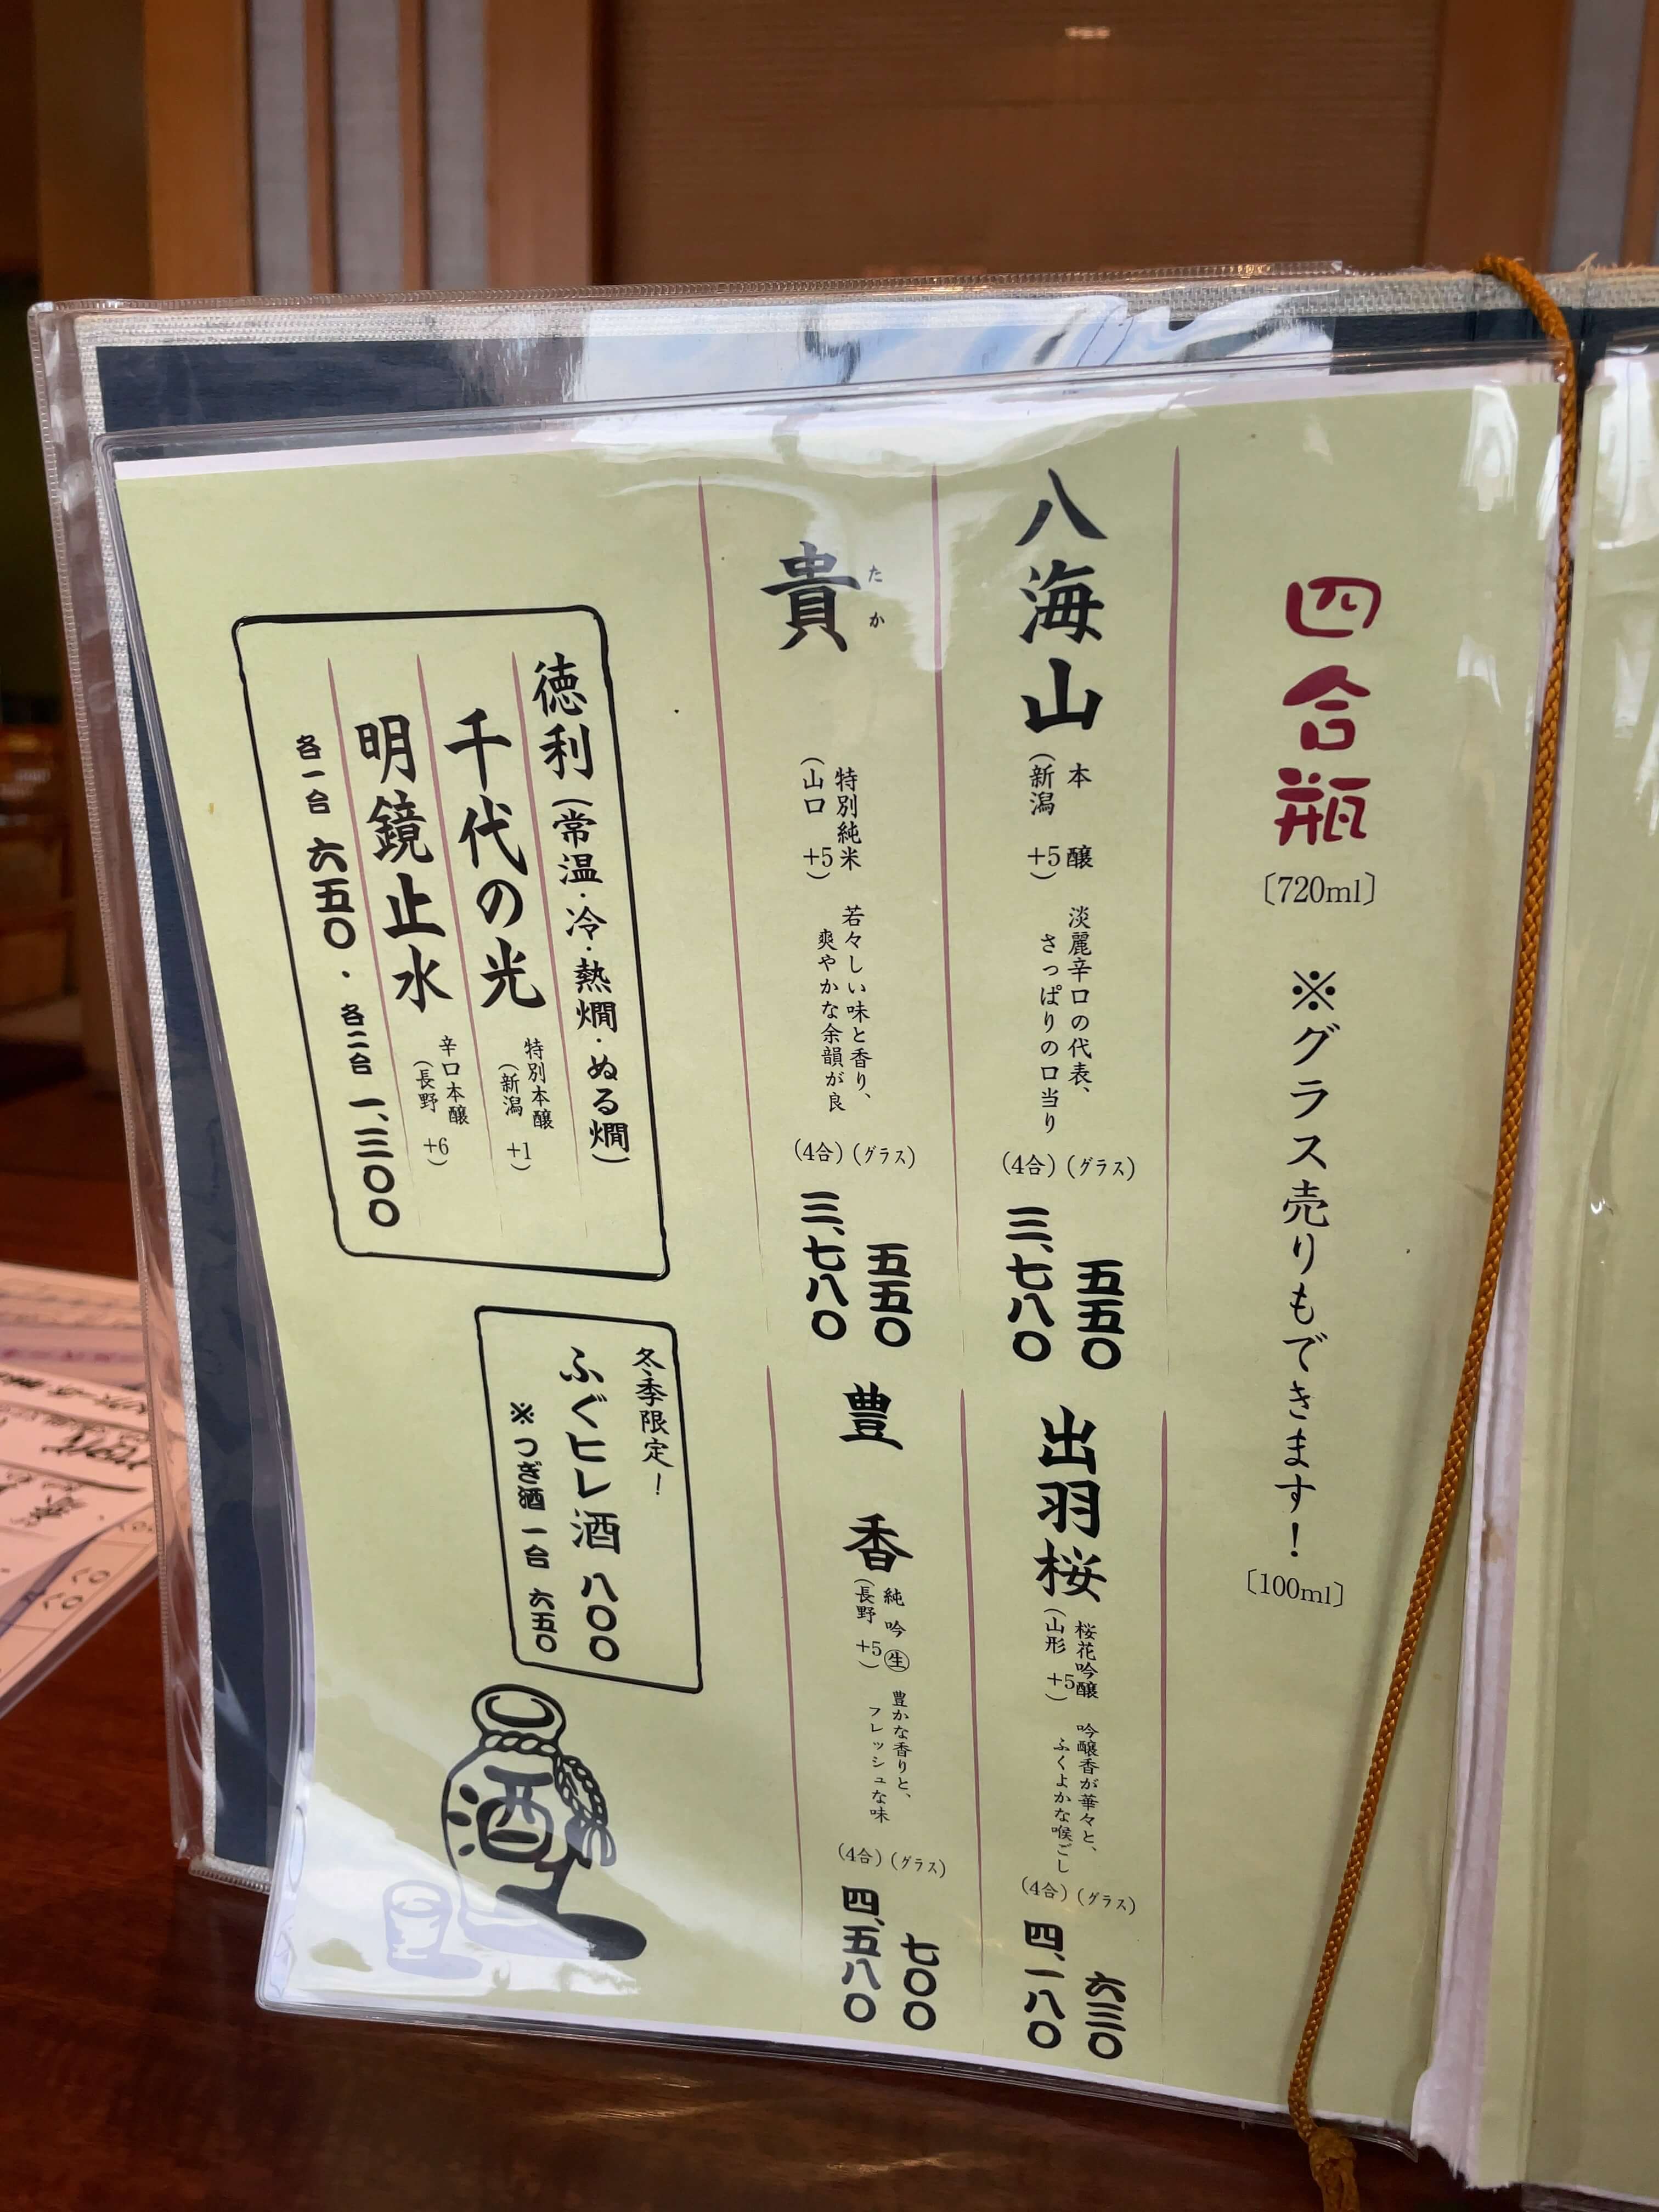 四合瓶〔720ml〕 ※グラス売りもできます！〔100ml〕
八海山
本醸
（新潟 +5）
淡麗辛口の代表、
さっぱりの口当り
（グラス） 五五〇
（4合） 三、七八〇
出羽桜
桜花吟醸
（山形 +5）
吟醸香が華々と、
ふくよかな喉ごし
（グラス） 六三〇
（4合） 四、一八〇
たか
貴
特別純米
（山口 +5）
若々しい味と香り、
爽やかな余韻が良
（グラス） 五五〇
（4合） 三、七八〇
豊香
純吟㊤
（長野 +5）
豊かな香りと、
フレッシュな味
（グラス） 七〇〇
（4合） 四、五八〇
徳利（常温・冷・熱燗・ぬる燗）
千代の光
特別本醸
（新潟 +1）
明鏡止水
辛口本醸
（長野 +6）
各一合 六五〇・各二合 一、三〇〇
冬季限定！
ふぐヒレ酒 八〇〇
※つぎ酒 一合 六五〇
酒